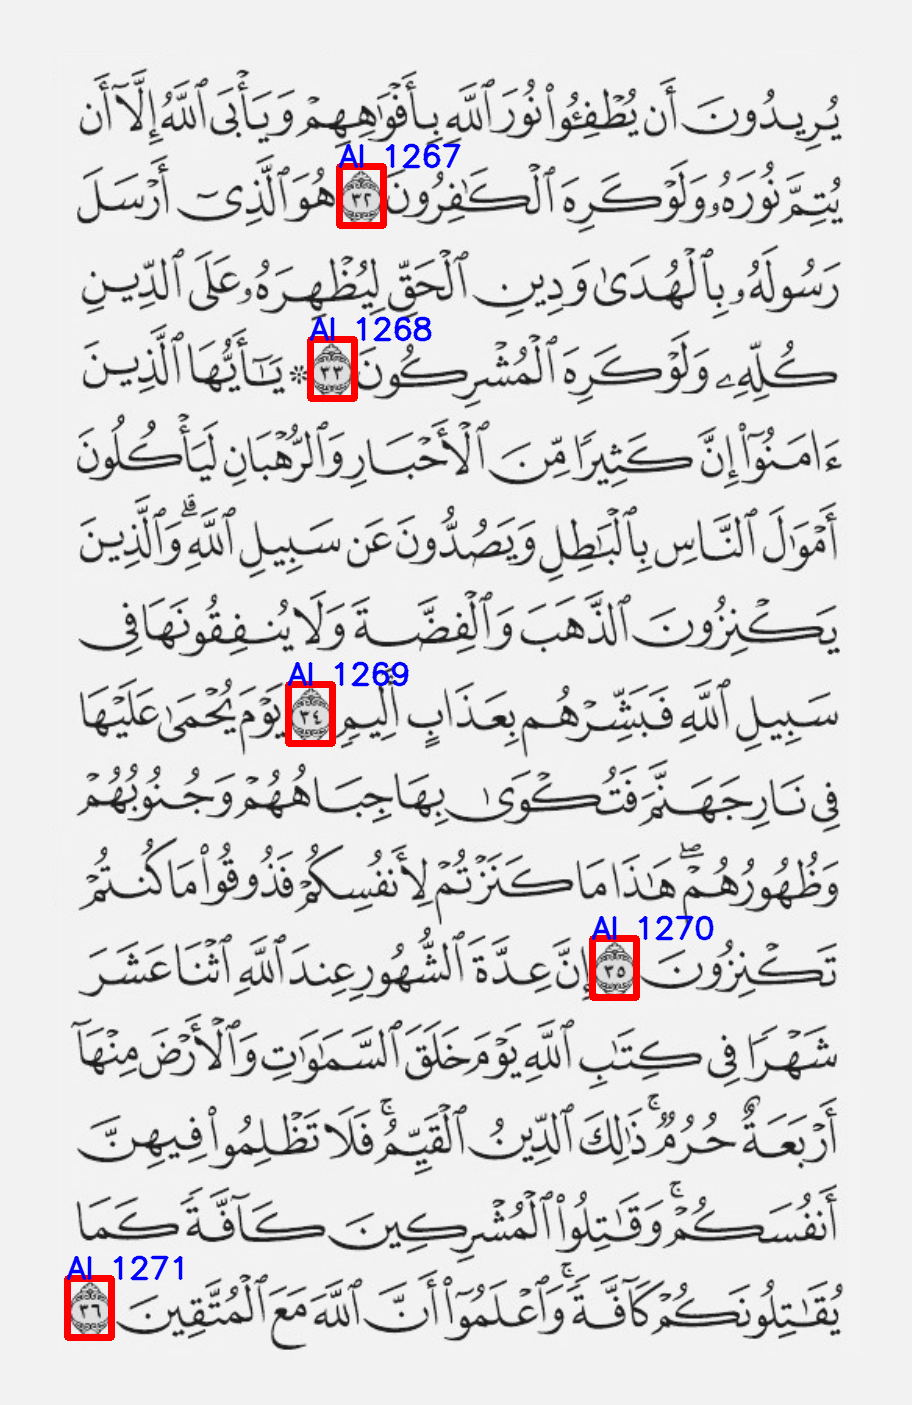 يُرِيدُونَ أَن يُطْفِـُٔوا۟ نُورَ ٱللَّهِ بِأَفْوَٰهِهِمْ وَيَأْبَى ٱللَّهُ إِلَّآ أَن
AI 1267
يُتِمَّ نُورَهُۥ وَلَوْ كَرِهَ ٱلْكَـٰفِرُونَ ٣٢ هُوَ ٱلَّذِىٓ أَرْسَلَ
رَسُولَهُۥ بِٱلْهُدَىٰ وَدِينِ ٱلْحَقِّ لِيُظْهِرَهُۥ عَلَى ٱلدِّينِ
AI 1268
كُلِّهِۦ وَلَوْ كَرِهَ ٱلْمُشْرِكُونَ ٣٣ ۞ يَـٰٓأَيُّهَا ٱلَّذِينَ
ءَامَنُوٓا۟ إِنَّ كَثِيرًا مِّنَ ٱلْأَحْبَارِ وَٱلرُّهْبَانِ لَيَأْكُلُونَ
أَمْوَٰلَ ٱلنَّاسِ بِٱلْبَـٰطِلِ وَيَصُدُّونَ عَن سَبِيلِ ٱللَّهِ ۗ وَٱلَّذِينَ
يَكْنِزُونَ ٱلذَّهَبَ وَٱلْفِضَّةَ وَلَا يُنفِقُونَهَا فِى
AI 1269
سَبِيلِ ٱللَّهِ فَبَشِّرْهُم بِعَذَابٍ أَلِيمٍ ٣٤ يَوْمَ يُحْمَىٰ عَلَيْهَا
فِى نَارِ جَهَنَّمَ فَتُكْوَىٰ بِهَا جِبَاهُهُمْ وَجُنُوبُهُمْ
وَظُهُورُهُمْ ۖ هَـٰذَا مَا كَنَزْتُمْ لِأَنفُسِكُمْ فَذُوقُوا۟ مَا كُنتُمْ
AI 1270
تَكْنِزُونَ ٣٥ إِنَّ عِدَّةَ ٱلشُّهُورِ عِندَ ٱللَّهِ ٱثْنَا عَشَرَ
شَهْرًا فِى كِتَـٰبِ ٱللَّهِ يَوْمَ خَلَقَ ٱلسَّمَـٰوَٰتِ وَٱلْأَرْضَ مِنْهَآ
أَرْبَعَةٌ حُرُمٌ ۚ ذَٰلِكَ ٱلدِّينُ ٱلْقَيِّمُ ۚ فَلَا تَظْلِمُوا۟ فِيهِنَّ
أَنفُسَكُمْ ۚ وَقَـٰتِلُوا۟ ٱلْمُشْرِكِينَ كَآفَّةً كَمَا
AI 1271
يُقَـٰتِلُونَكُمْ كَآفَّةً ۚ وَٱعْلَمُوٓا۟ أَنَّ ٱللَّهَ مَعَ ٱلْمُتَّقِينَ ٣٦